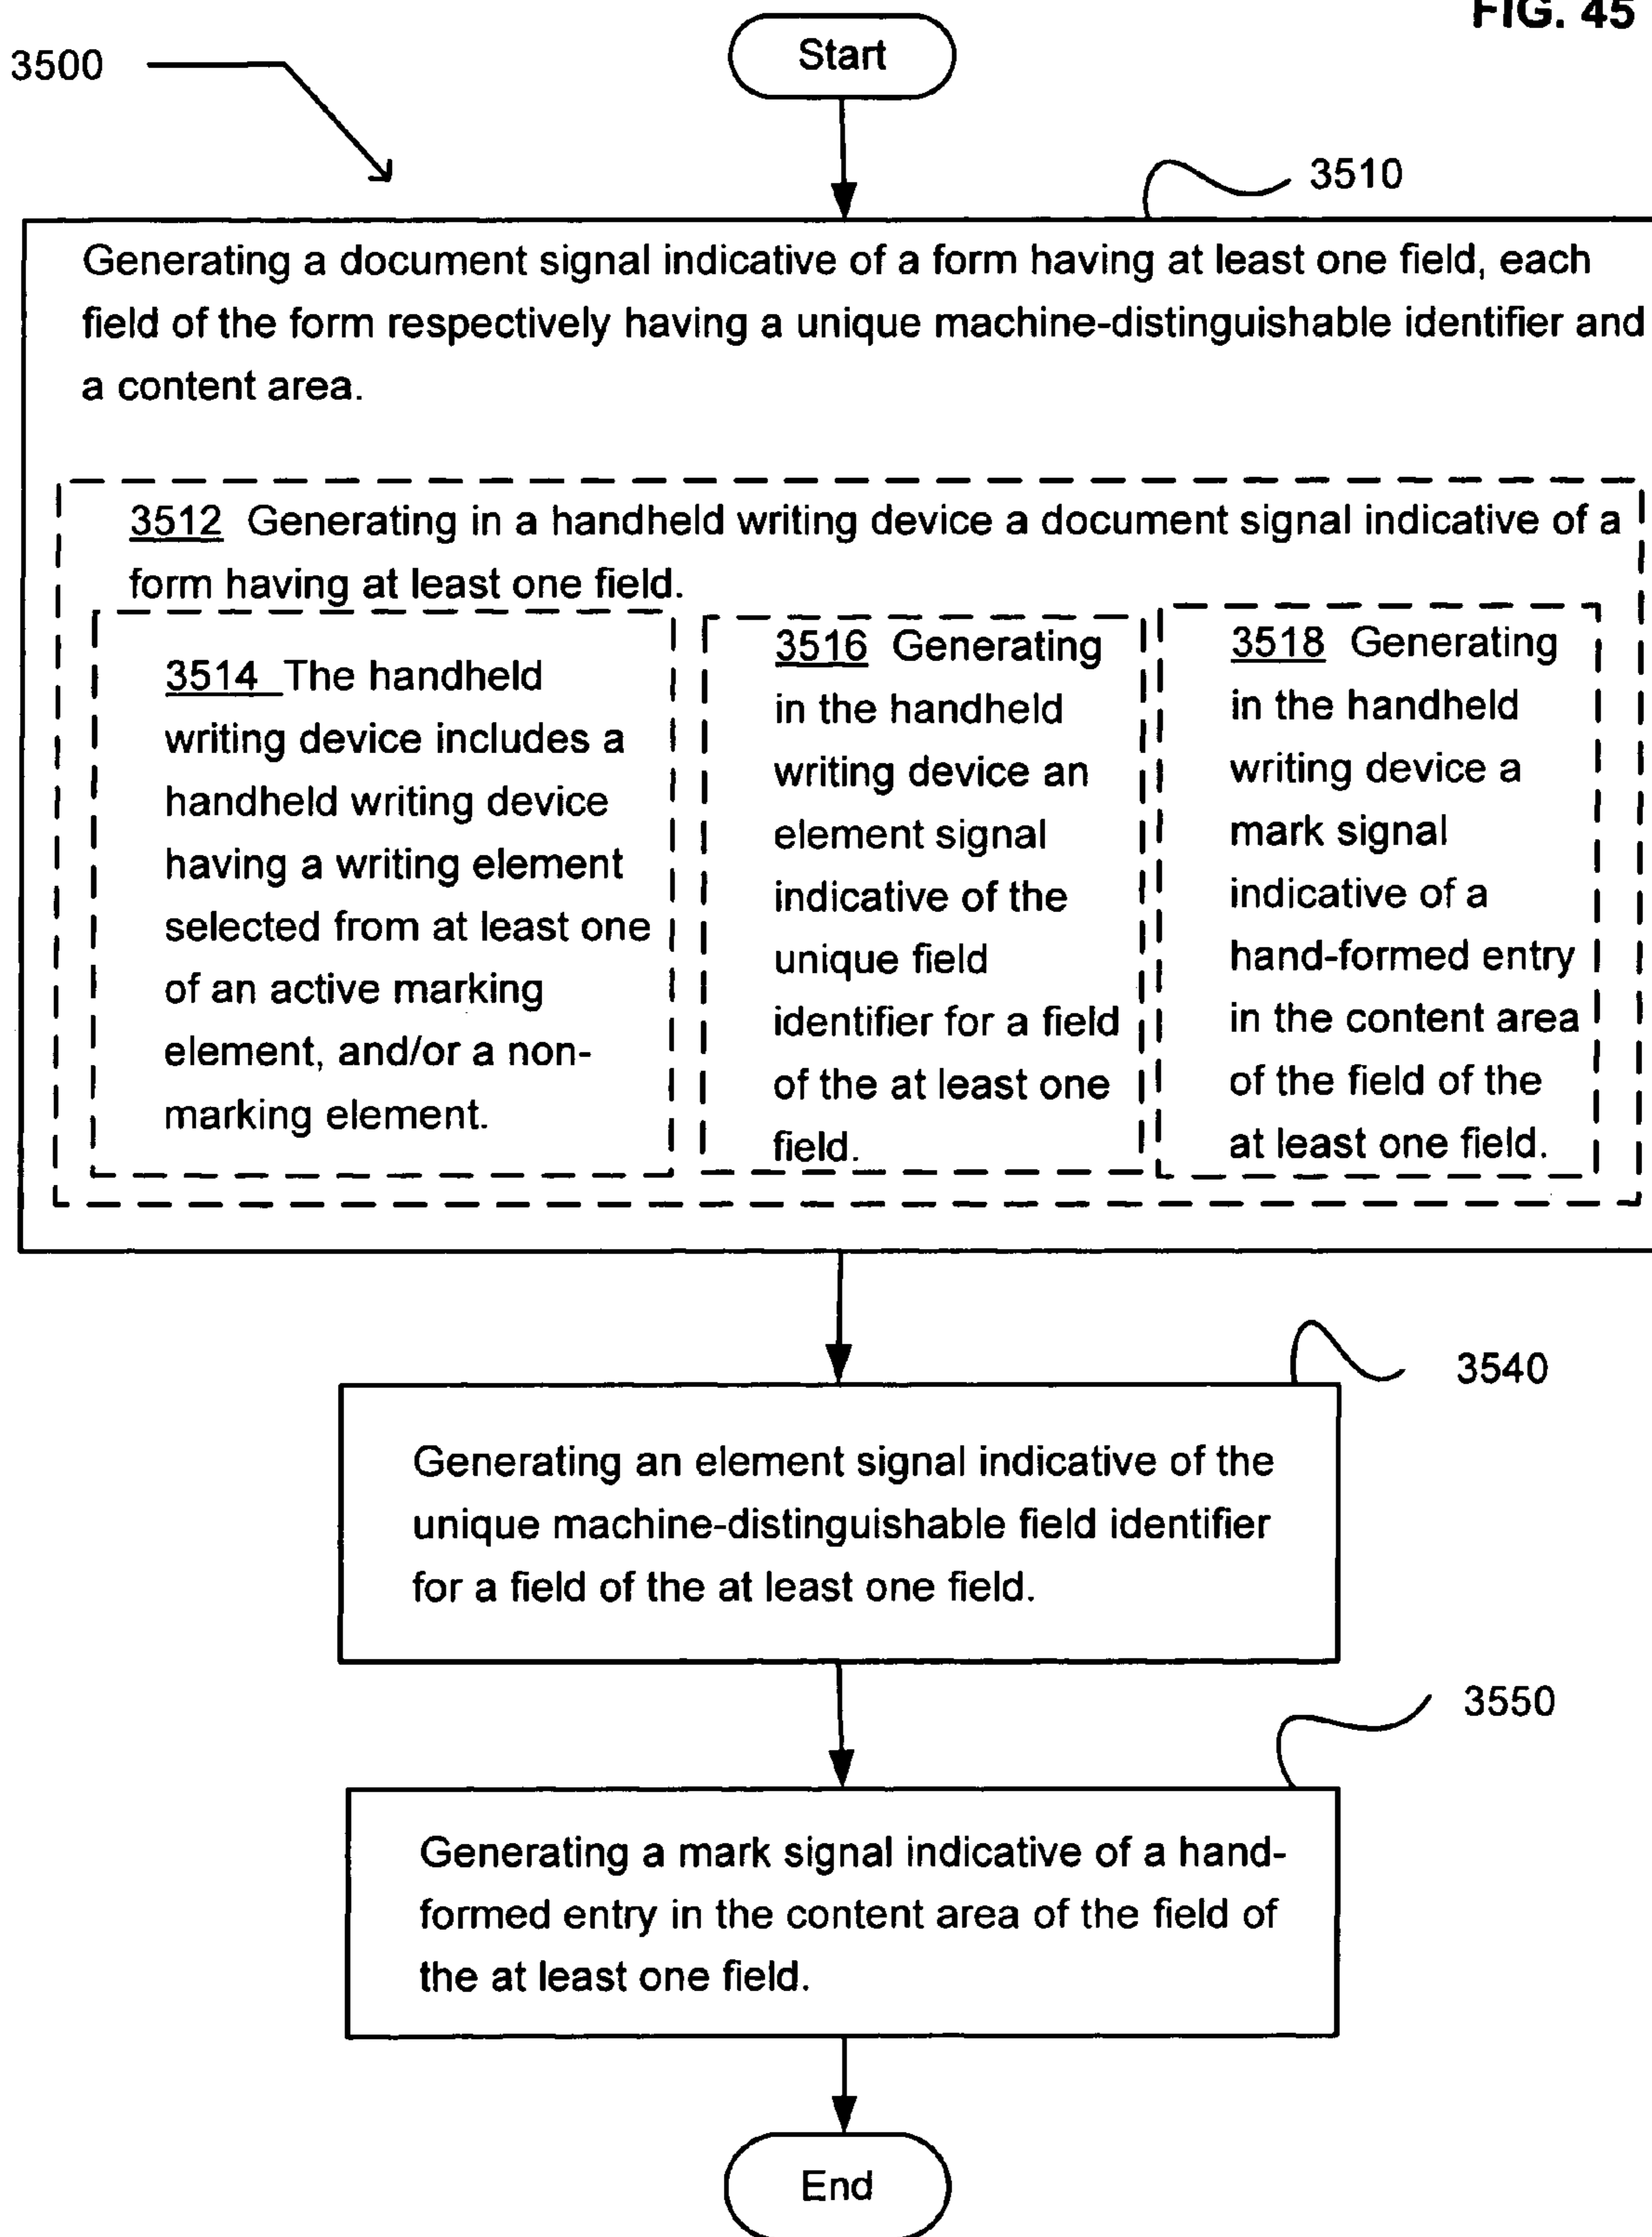 FIG. 45
Start
3500
3510
Generating a document signal indicative of a form having at least one field, each
field of the form respectively having a unique machine-distinguishable identifier and
a content area.
3512 Generating in a handheld writing device a document signal indicative of a
form having at least one field.
3514 The handheld
writing device includes a
handheld writing device
having a writing element
selected from at least one
of an active marking
element, and/or a non-
marking element.
3516 Generating
in the handheld
writing device an
element signal
indicative of the
unique field
identifier for a field
of the at least one
field.
3518 Generating
in the handheld
writing device a
mark signal
indicative of a
hand-formed entry
in the content area
of the field of the
at least one field.
3540
Generating an element signal indicative of the
unique machine-distinguishable field identifier
for a field of the at least one field.
3550
Generating a mark signal indicative of a hand-
formed entry in the content area of the field of
the at least one field.
End